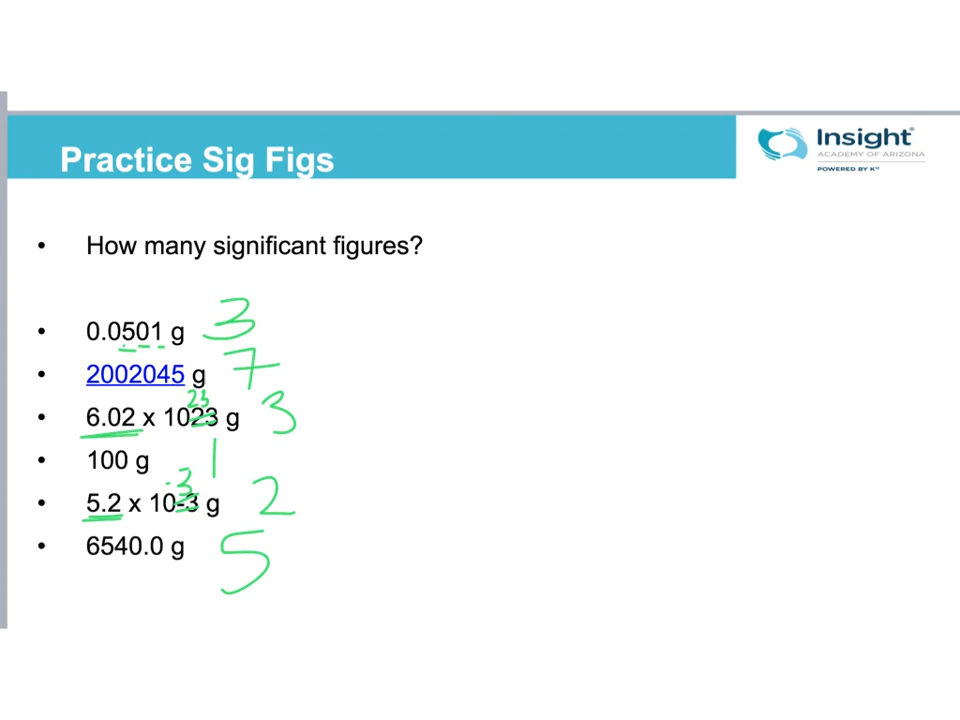 Practice Sig Figs
Insight®
ACADEMY OF ARIZONA
POWERED BY K12
• How many significant figures?
• 0.0501 g 3
• 2002045 g 7
23
• 6.02 x 1023 g 3
• 100 g 1
-3
• 5.2 x 10-3 g 2
• 6540.0 g 5